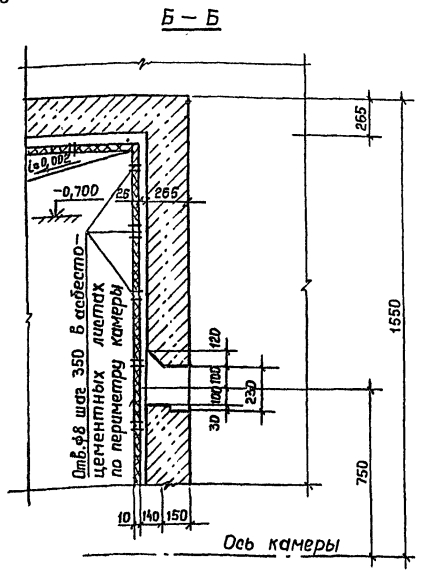 Б – Б
265
i=0,002
-0,700
25
265
Отв.ф8 шаг 350 в асбесто-
цементных листах
по периметру камеры
1550
120
100
100
230
30
750
10
140
150
Ось камеры